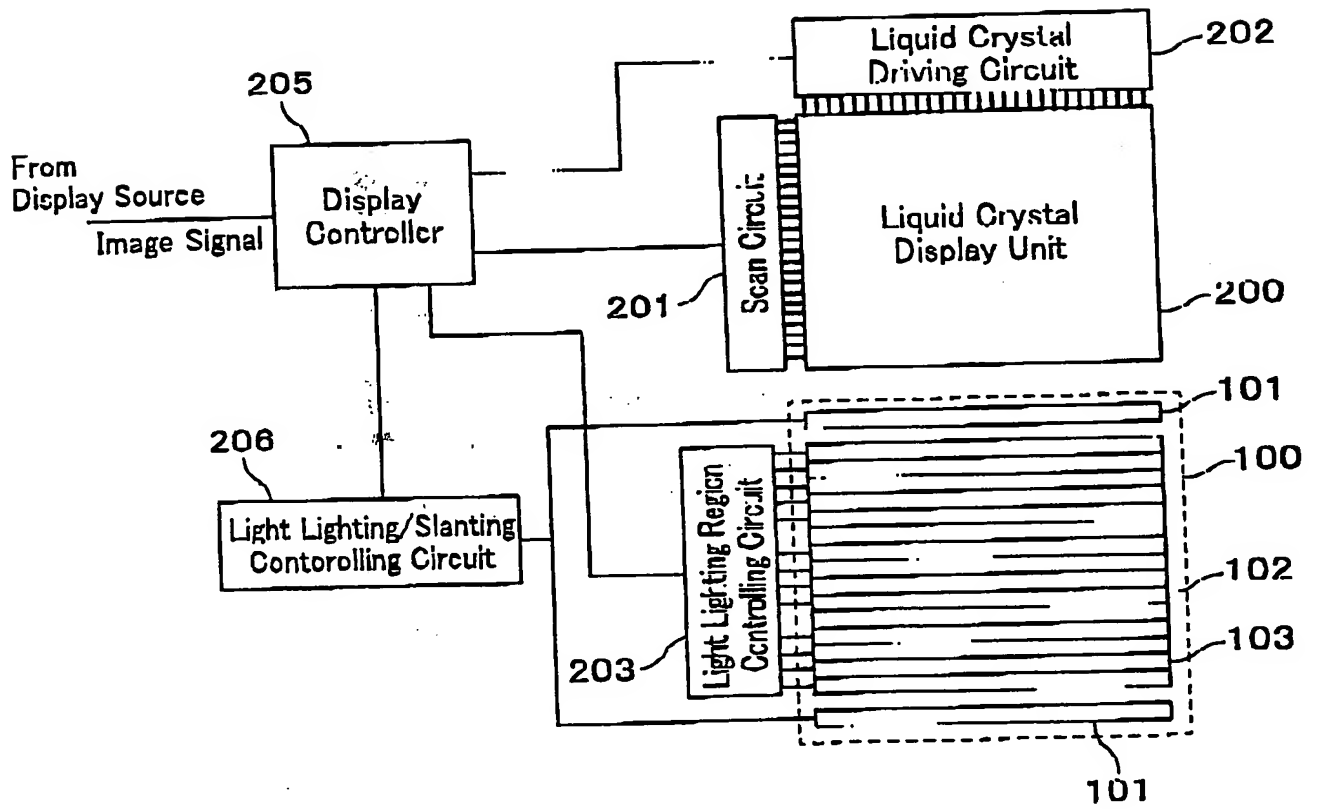 Liquid Crystal
Driving Circuit
202
205
From
Display Source
Image Signal
Display
Controller
Scan Circuit
201
Liquid Crystal
Display Unit
200
101
206
Light Lighting/Slanting
Contorolling Circuit
Light Lighting Region
Controlling Circuit
203
100
102
103
101